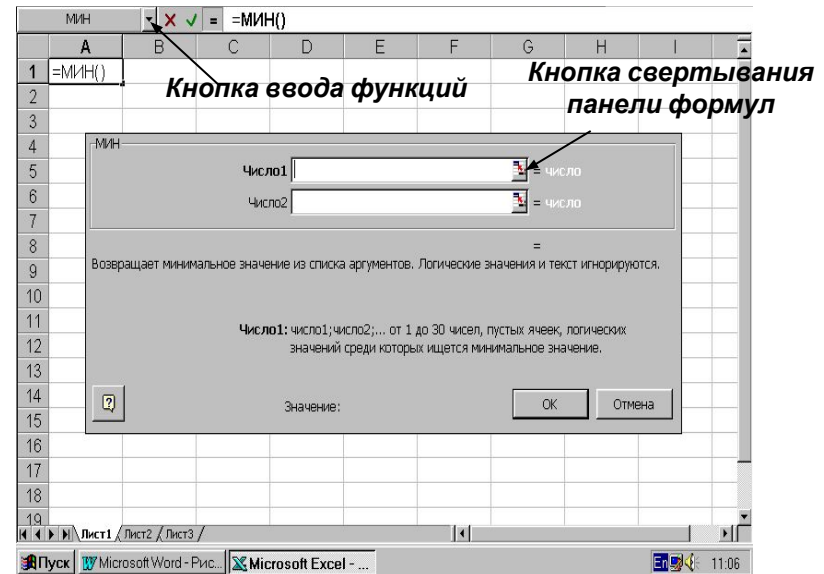 МИН = =МИН()
A B C D E F G H I
1 =МИН()
Кнопка ввода функций
Кнопка свертывания
панели формул
2
3
4
МИН
5 Число1 = число
6 Число2 = число
7
8 =
9 Возвращает минимальное значение из списка аргументов. Логические значения и текст игнорируются.
10
11 Число1: число1;число2;... от 1 до 30 чисел, пустых ячеек, логических
12 значений среди которых ищется минимальное значение.
13
14 Значение: ОК Отмена
15
16
17
18
19
Лист1 Лист2 Лист3
Пуск Microsoft Word - Рис... Microsoft Excel - ... En 11:06